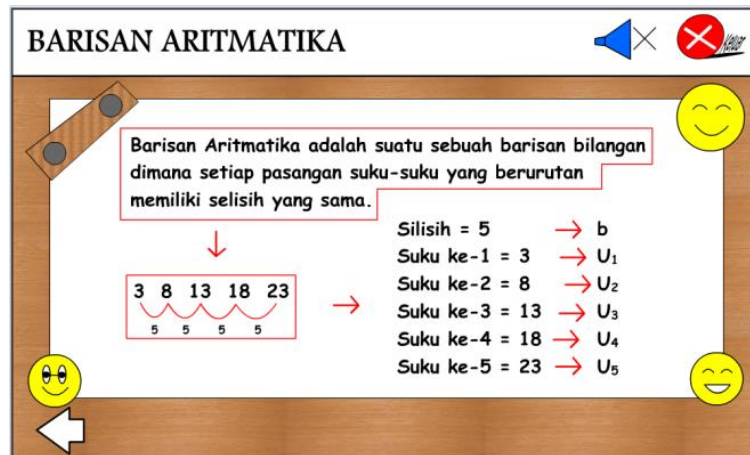 BARISAN ARITMATIKA
Keluar
Barisan Aritmatika adalah suatu sebuah barisan bilangan
dimana setiap pasangan suku-suku yang berurutan
memiliki selisih yang sama.
3 8 13 18 23
5 5 5 5
Silisih = 5 → b
Suku ke-1 = 3 → U₁
Suku ke-2 = 8 → U₂
Suku ke-3 = 13 → U₃
Suku ke-4 = 18 → U₄
Suku ke-5 = 23 → U₅